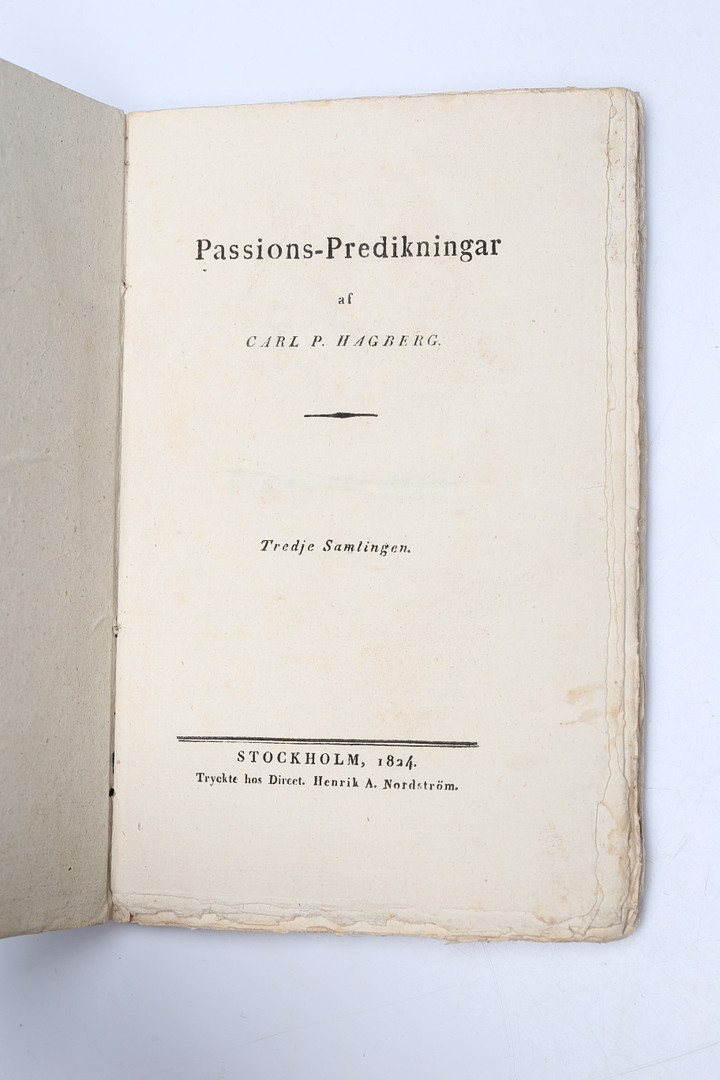 Passions-Predikningar
af
CARL P. HAGBERG.
Tredje Samlingen.
STOCKHOLM, 1824.
Tryckte hos Direct. Henrik A. Nordström.